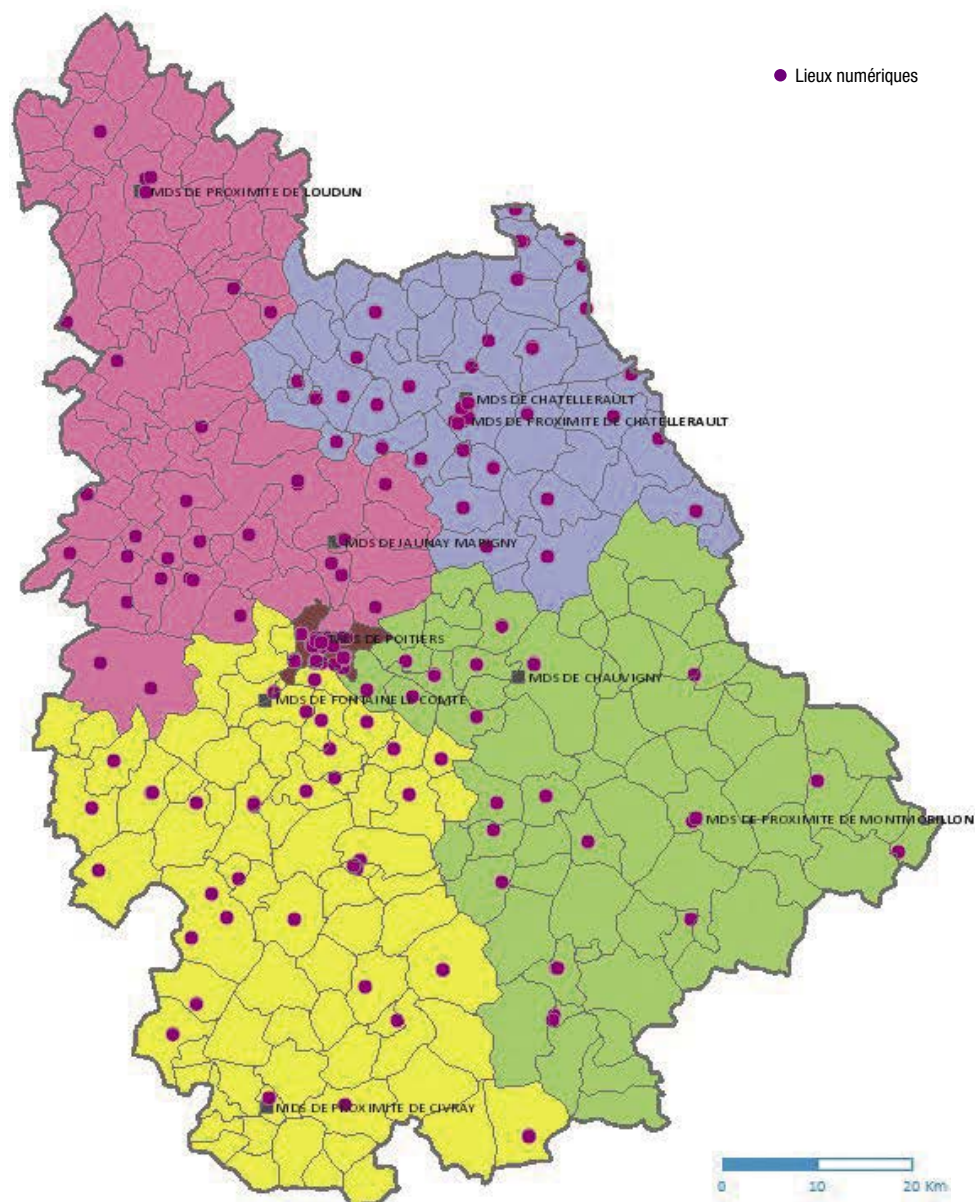 Lieux numériques
MDS DE PROXIMITE DE LOUDUN
MDS DE CHATELLERAULT
MDS DE PROXIMITE DE CHATELLERAULT
MDS DE JAUNAY MARIGNY
DE POITIERS
MDS DE CHAUVIGNY
MDS DE FONTAINE LE COMTE
MDS DE PROXIMITE DE MONTMORILLON
MDS DE PROXIMITE DE CIVRAY
0 10 20 Km